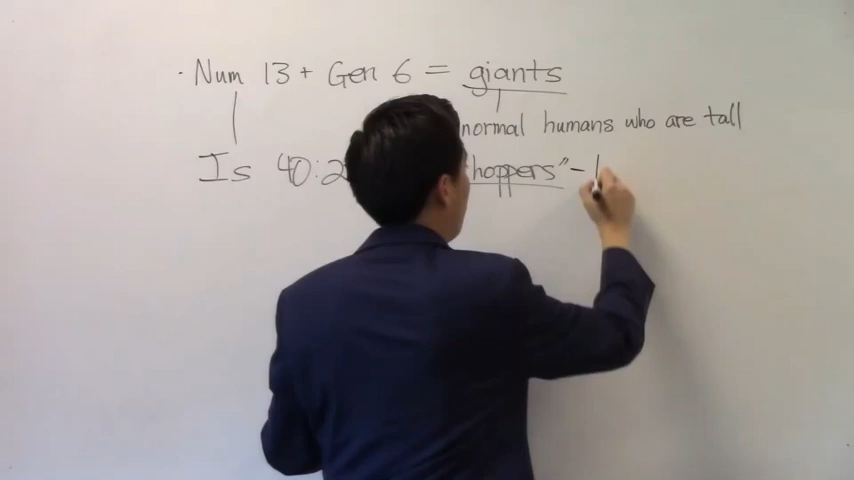 · Num 13 + Gen 6 = giants
normal humans who are tall
Is 40:2 hoppers" -